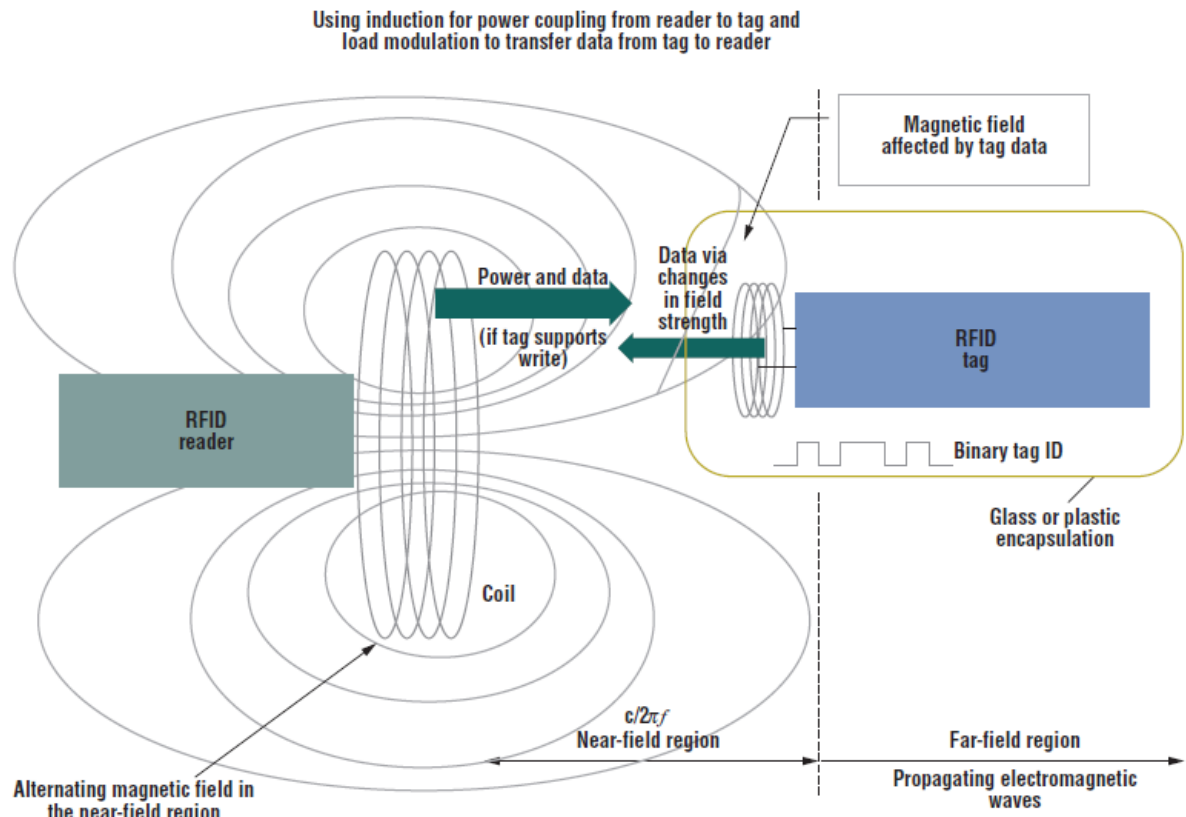 Using induction for power coupling from reader to tag and
load modulation to transfer data from tag to reader
Magnetic field
affected by tag data
Power and data
(if tag supports
write)
Data via
changes
in field
strength
RFID
tag
RFID
reader
Binary tag ID
Glass or plastic
encapsulation
Coil
c/2πf
Near-field region
Far-field region
Propagating electromagnetic
waves
Alternating magnetic field in
the near-field region